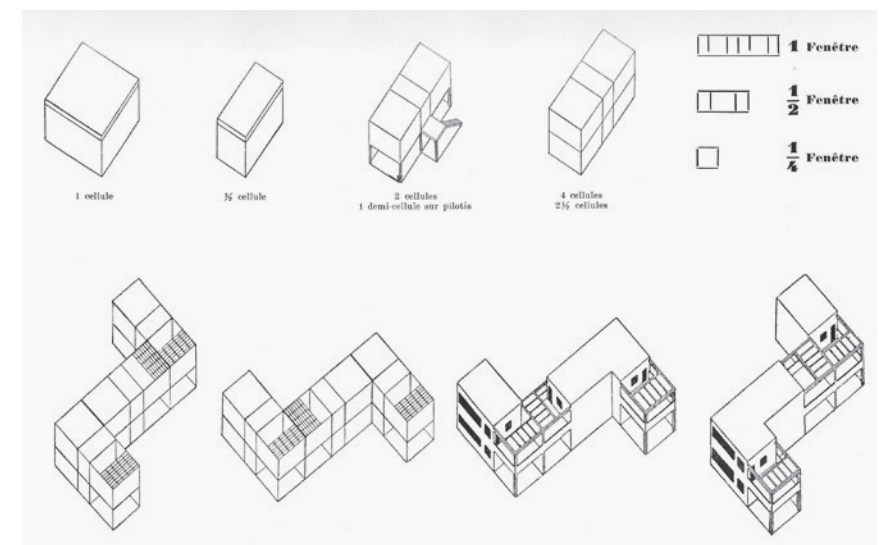 1 Fenêtre
1/2 Fenêtre
1/4 Fenêtre
1 cellule
½ cellule
2 cellules
1 demi-cellule sur pilotis
4 cellules
2½ cellules